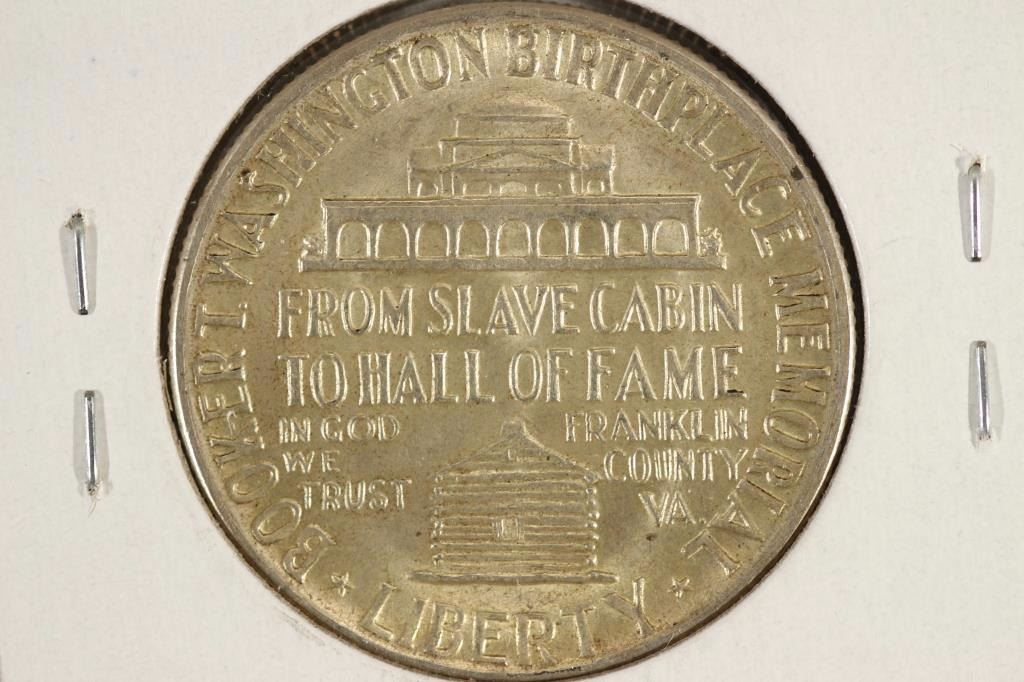 BOOKER T. WASHINGTON BIRTHPLACE MEMORIAL
FROM SLAVE CABIN
TO HALL OF FAME
IN GOD
WE
TRUST
FRANKLIN
COUNTY
VA.
LIBERTY